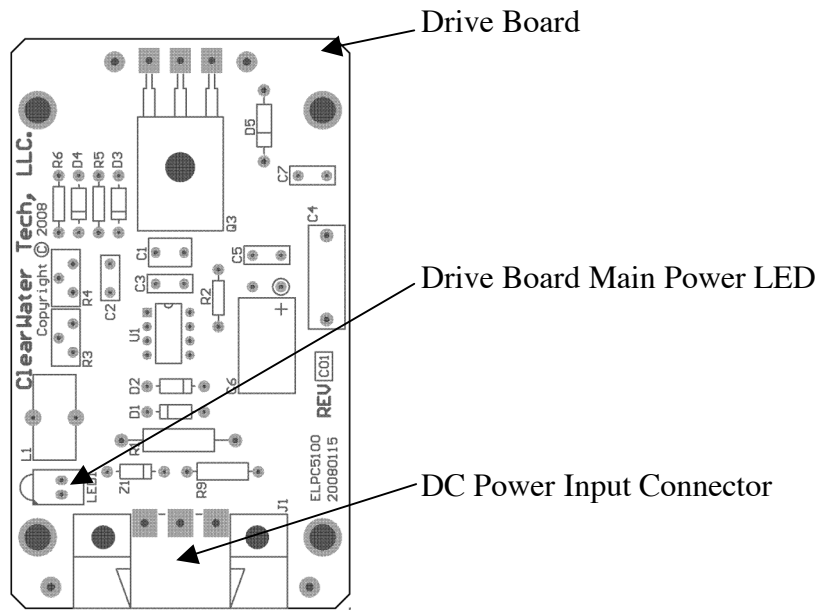 Drive Board
Drive Board Main Power LED
DC Power Input Connector
ClearWater Tech, LLC.
Copyright © 2008
R6
D4
R5
D3
D5
C7
Q3
C4
C1
C5
C3
R2
R4
C2
U1
R3
+
D2
C6
D1
REV C01
R1
L1
LED1
Z1
R9
ELPC5100
20080115
J1